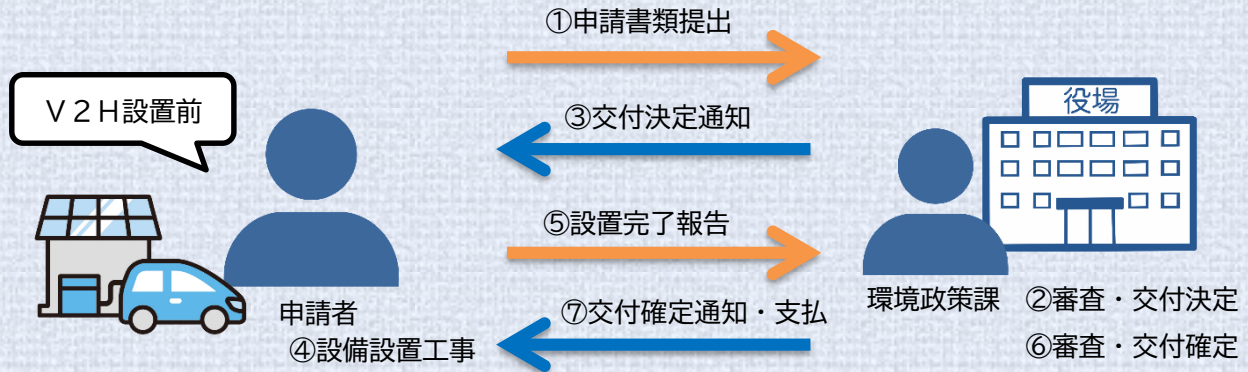 ①申請書類提出
V2H設置前
役場
③交付決定通知
⑤設置完了報告
申請者
④設備設置工事
⑦交付確定通知・支払
環境政策課
②審査・交付決定
⑥審査・交付確定